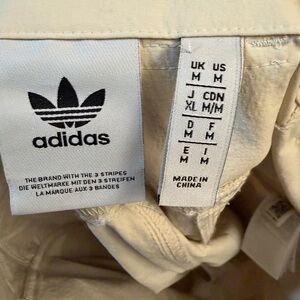 adidas
THE BRAND WITH THE 3 STRIPES
DIE WELTMARKE MIT DEN 3 STREIFEN
LA MARQUE AUX 3 BANDES
UK US
M M
J CDN
XL M/M
D F
M M
E I
M M
MADE IN
CHINA